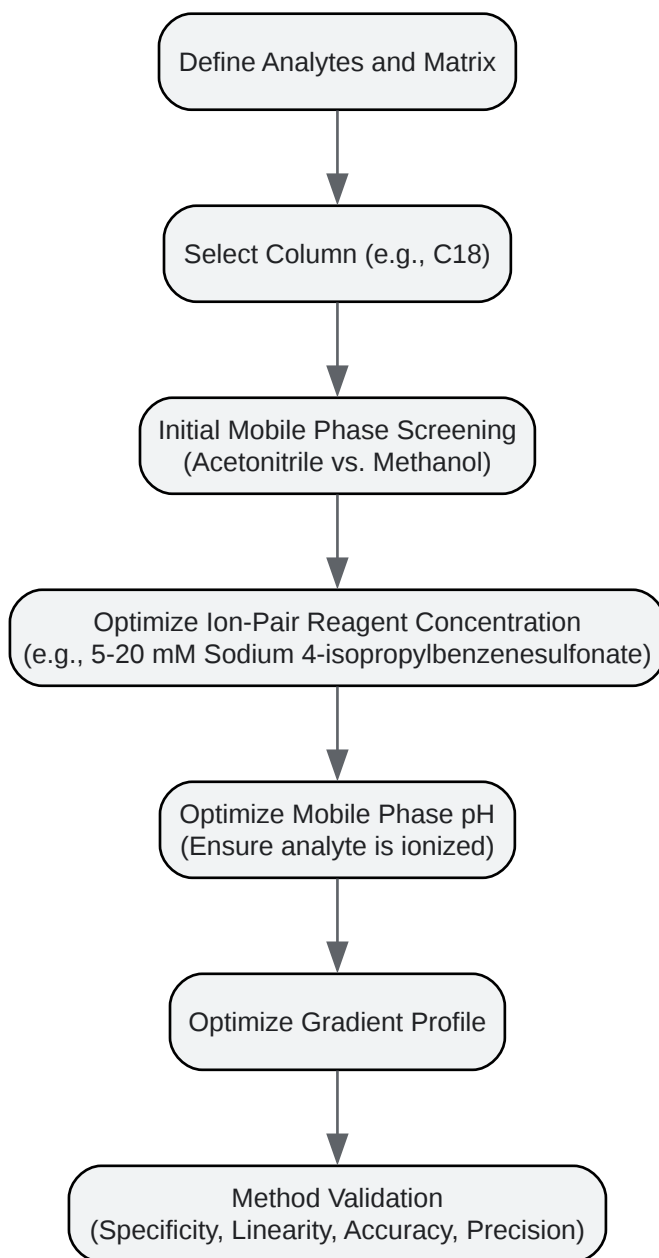 Define Analytes and Matrix
Select Column (e.g., C18)
Initial Mobile Phase Screening
(Acetonitrile vs. Methanol)
Optimize Ion-Pair Reagent Concentration
(e.g., 5-20 mM Sodium 4-isopropylbenzenesulfonate)
Optimize Mobile Phase pH
(Ensure analyte is ionized)
Optimize Gradient Profile
Method Validation
(Specificity, Linearity, Accuracy, Precision)